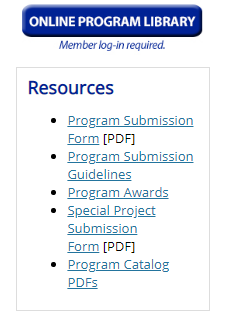 ONLINE PROGRAM LIBRARY
Member log-in required.
Resources
Program Submission
Form [PDF]
Program Submission
Guidelines
Program Awards
Special Project
Submission
Form [PDF]
Program Catalog
PDFs